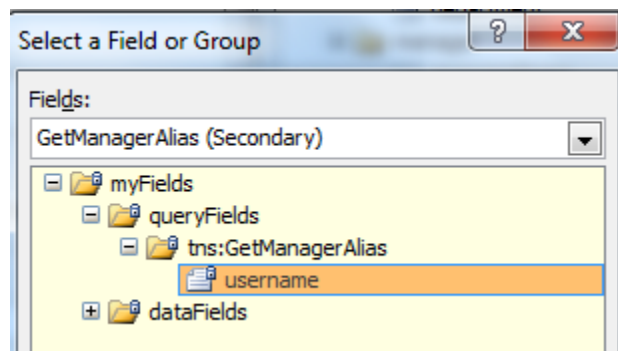 Select a Field or Group
?
Fields:
GetManagerAlias (Secondary)
myFields
queryFields
tns:GetManagerAlias
username
dataFields